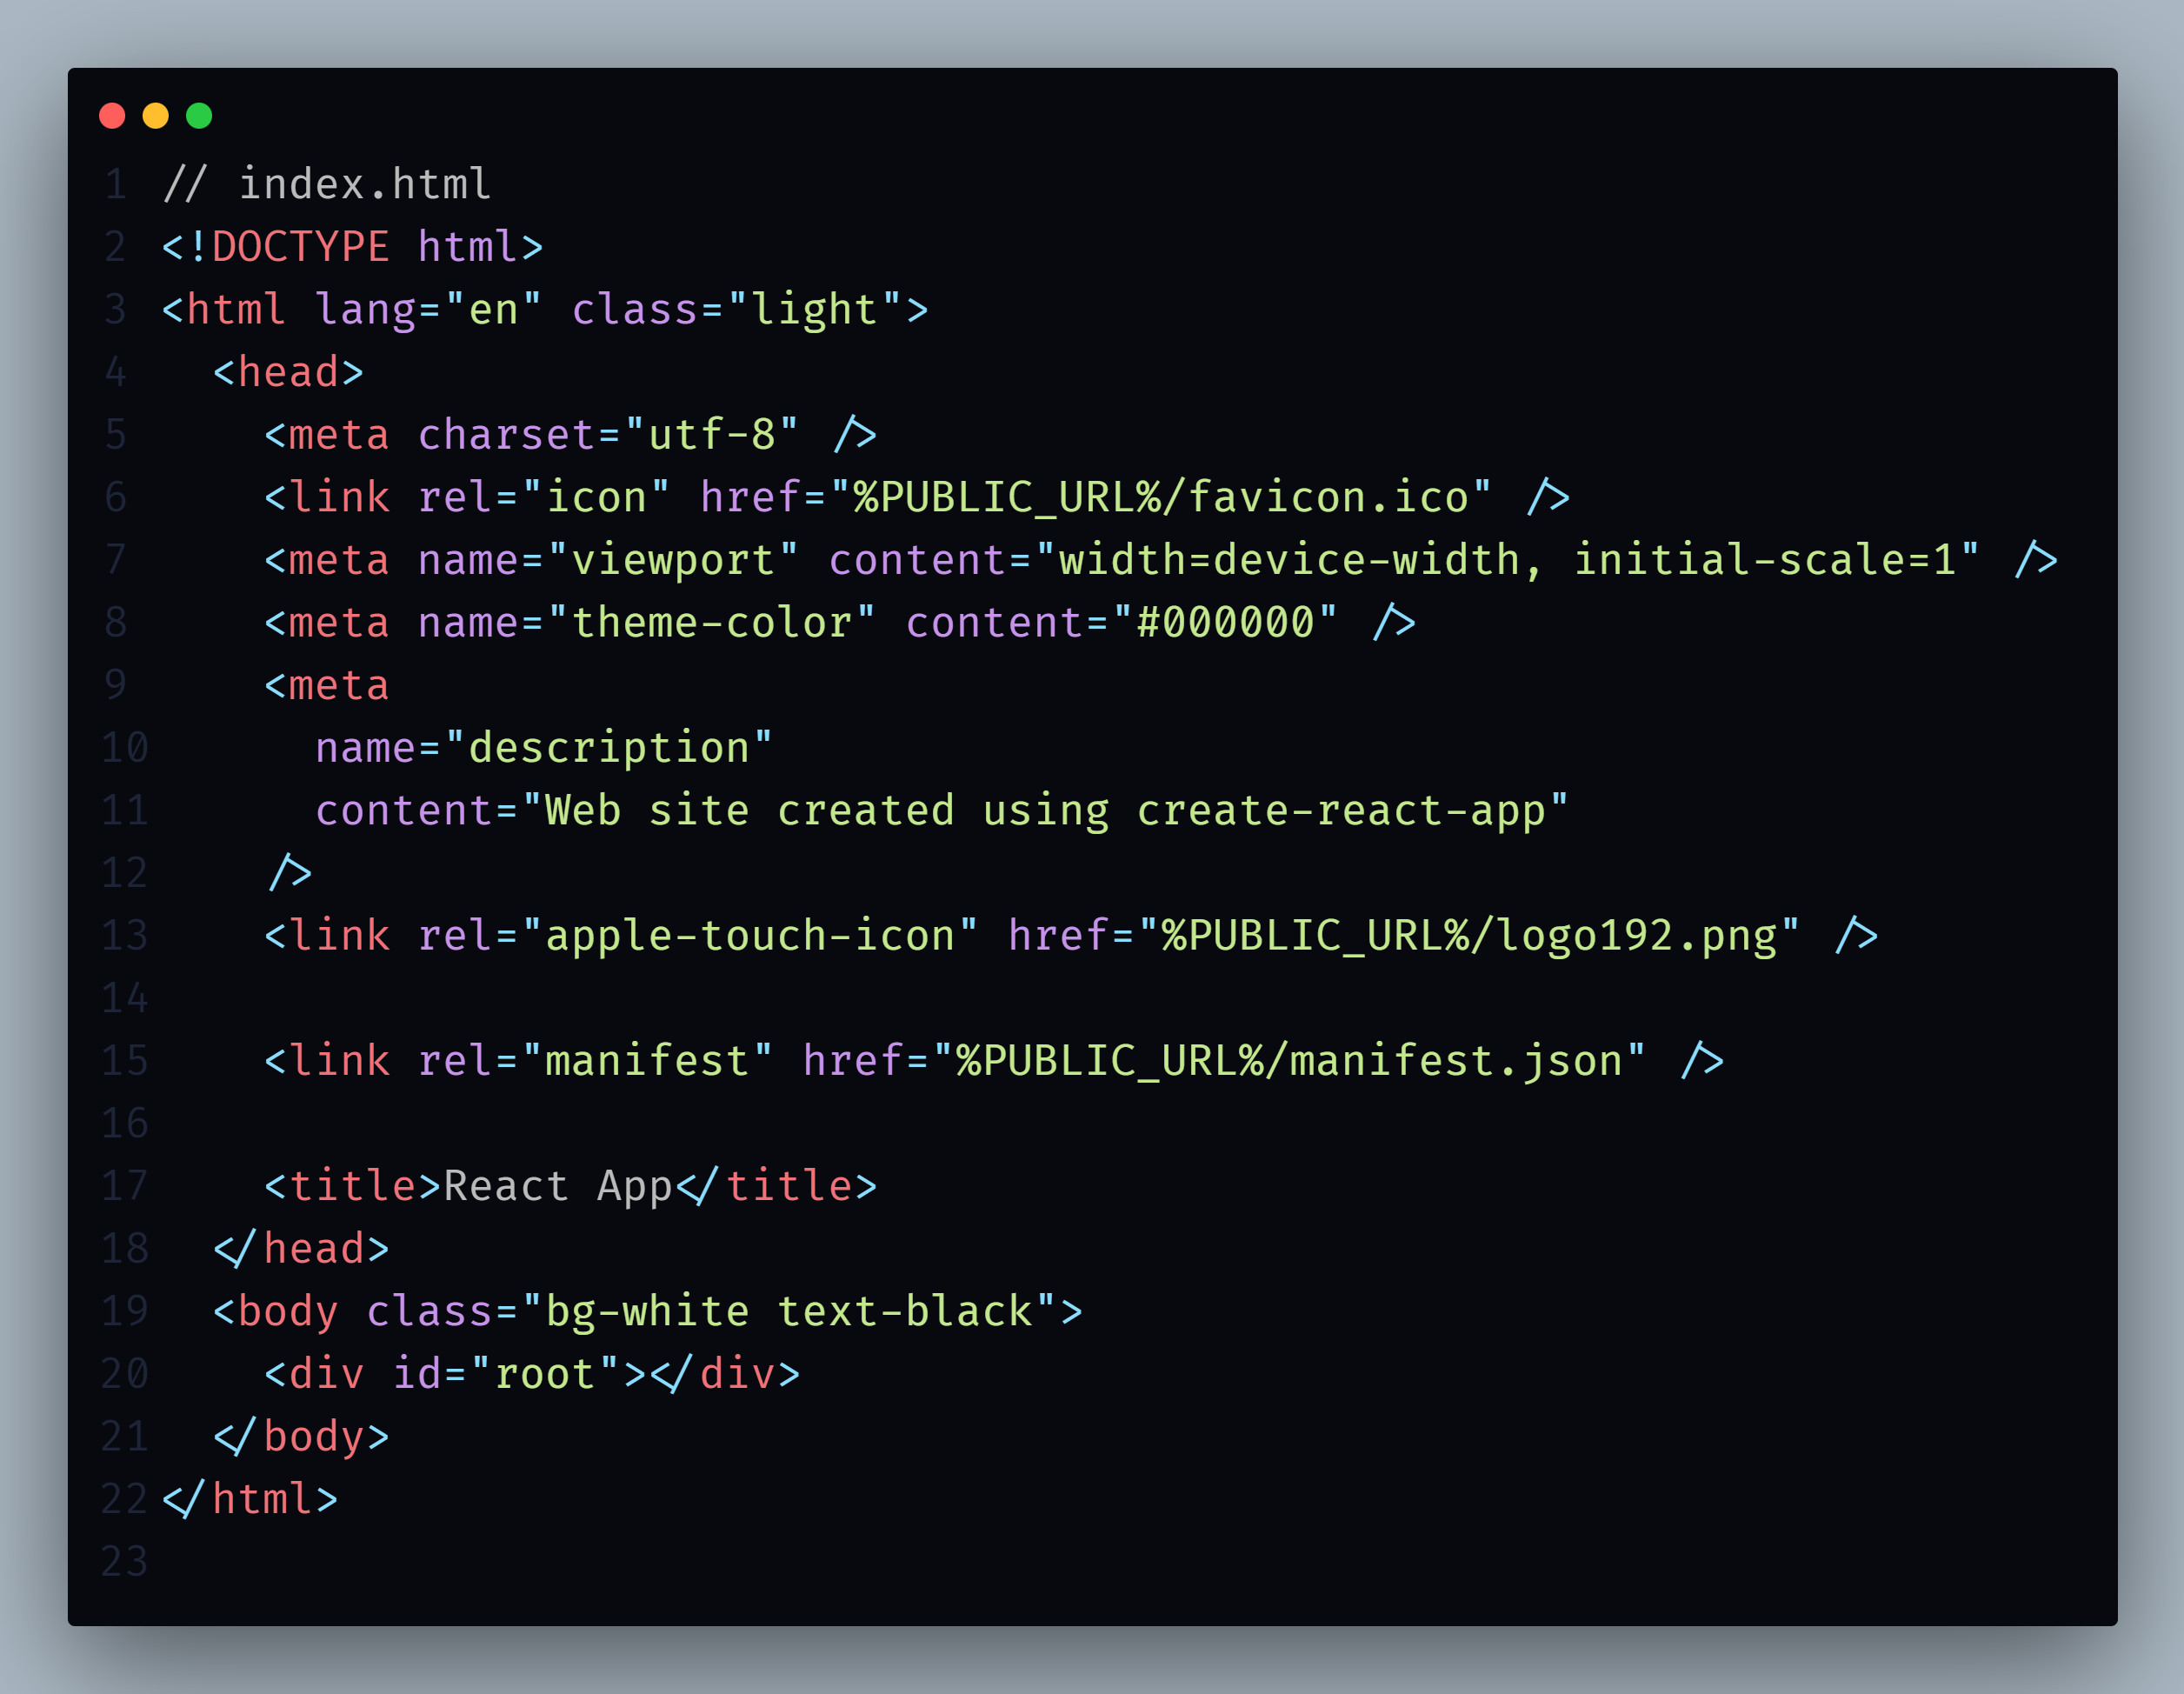 1 // index.html
2 <!DOCTYPE html>
3 <html lang="en" class="light">
4   <head>
5     <meta charset="utf-8" />
6     <link rel="icon" href="%PUBLIC_URL%/favicon.ico" />
7     <meta name="viewport" content="width=device-width, initial-scale=1" />
8     <meta name="theme-color" content="#000000" />
9     <meta
10       name="description"
11       content="Web site created using create-react-app"
12     />
13     <link rel="apple-touch-icon" href="%PUBLIC_URL%/logo192.png" />
14
15     <link rel="manifest" href="%PUBLIC_URL%/manifest.json" />
16
17     <title>React App</title>
18   </head>
19   <body class="bg-white text-black">
20     <div id="root"></div>
21   </body>
22 </html>
23